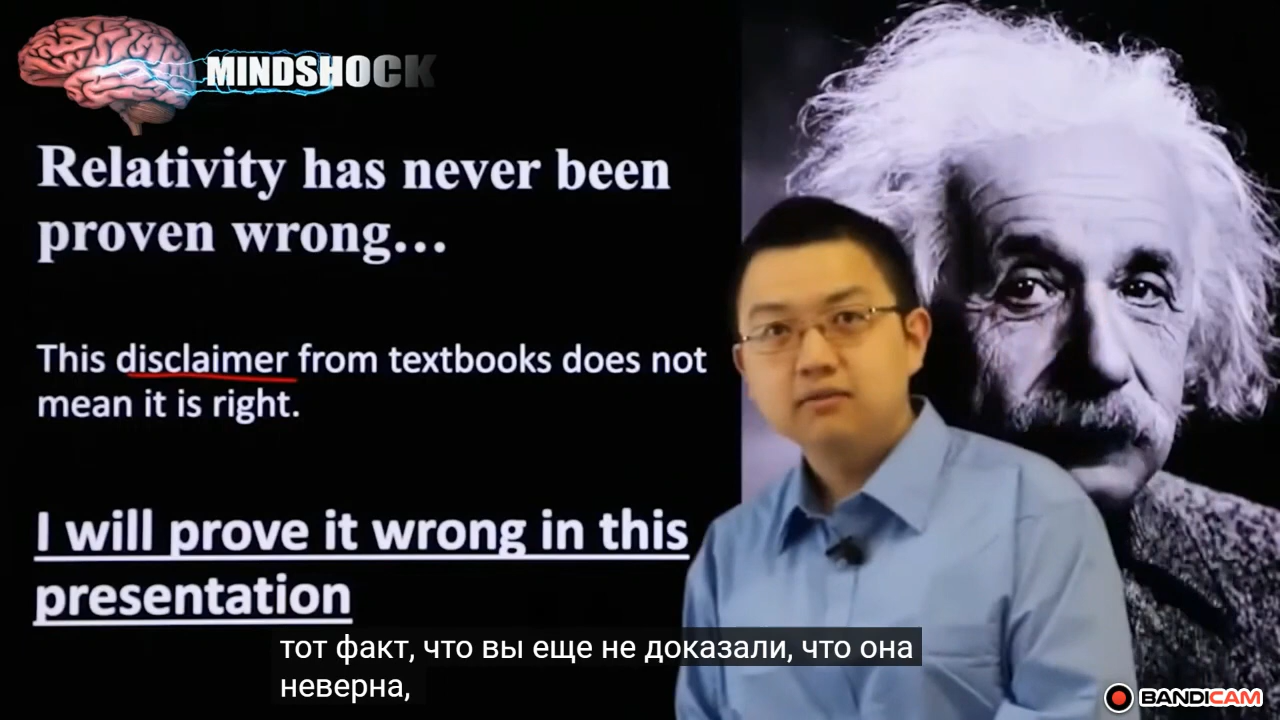 MINDSHOCK
Relativity has never been
proven wrong...
This disclaimer from textbooks does not
mean it is right.
I will prove it wrong in this
presentation
тот факт, что вы еще не доказали, что она
неверна,
BANDICAM